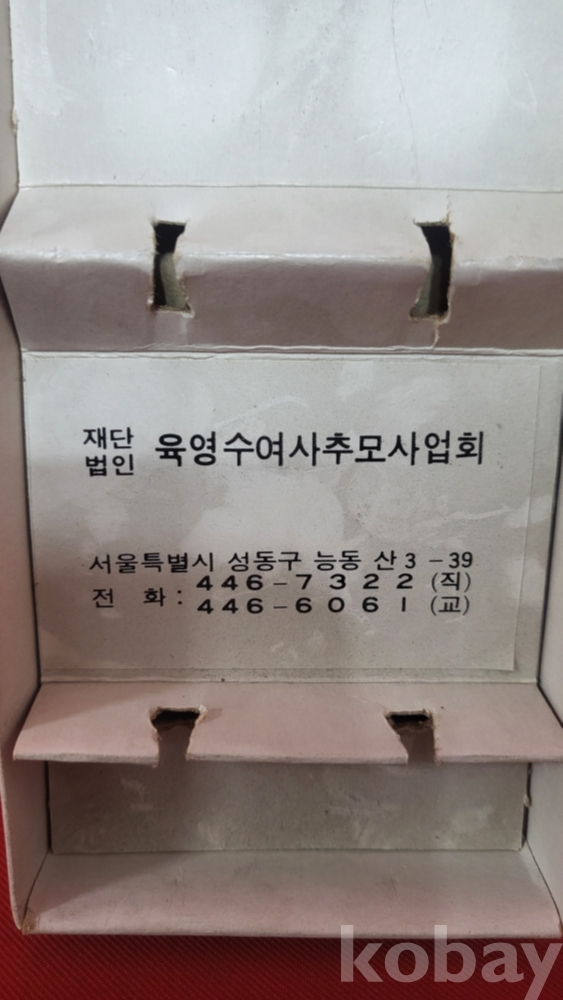 재단법인 육영수여사추모사업회
서울특별시 성동구 능동 산3-39
전 화 : 446-7322 (직)
446-6061 (교)
kobay